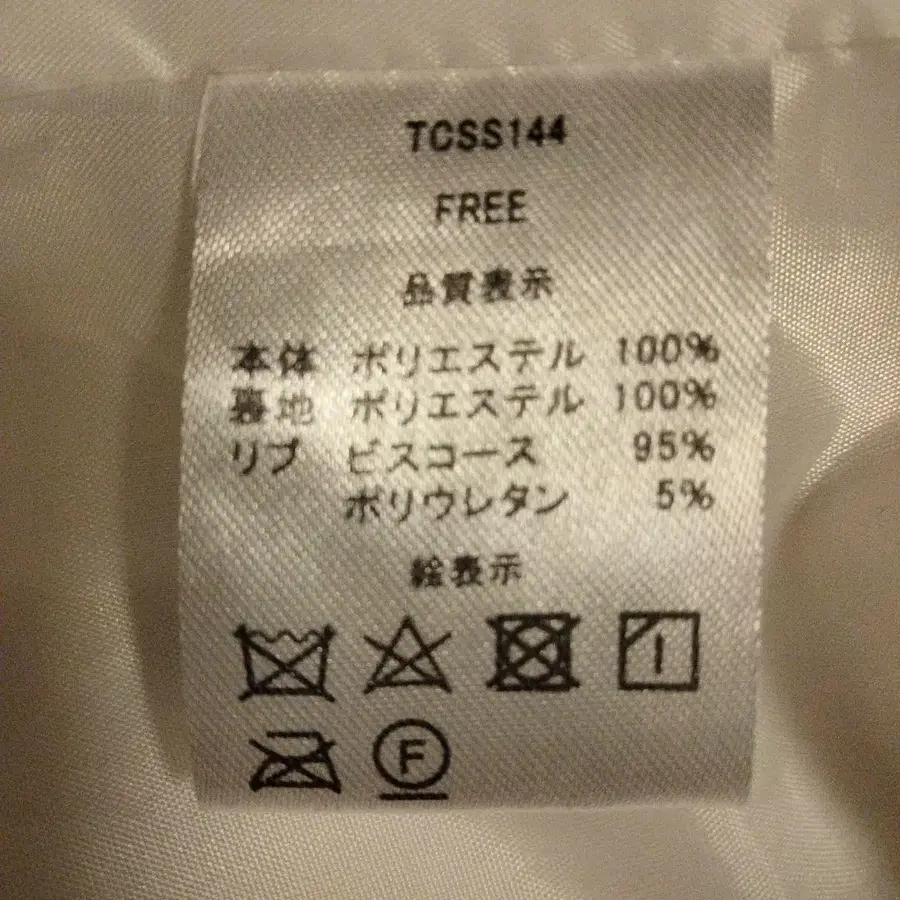 TCSS144
FREE
品質表示
本体 ポリエステル 100%
裏地 ポリエステル 100%
リブ ビスコース 95%
ポリウレタン 5%
絵表示
F